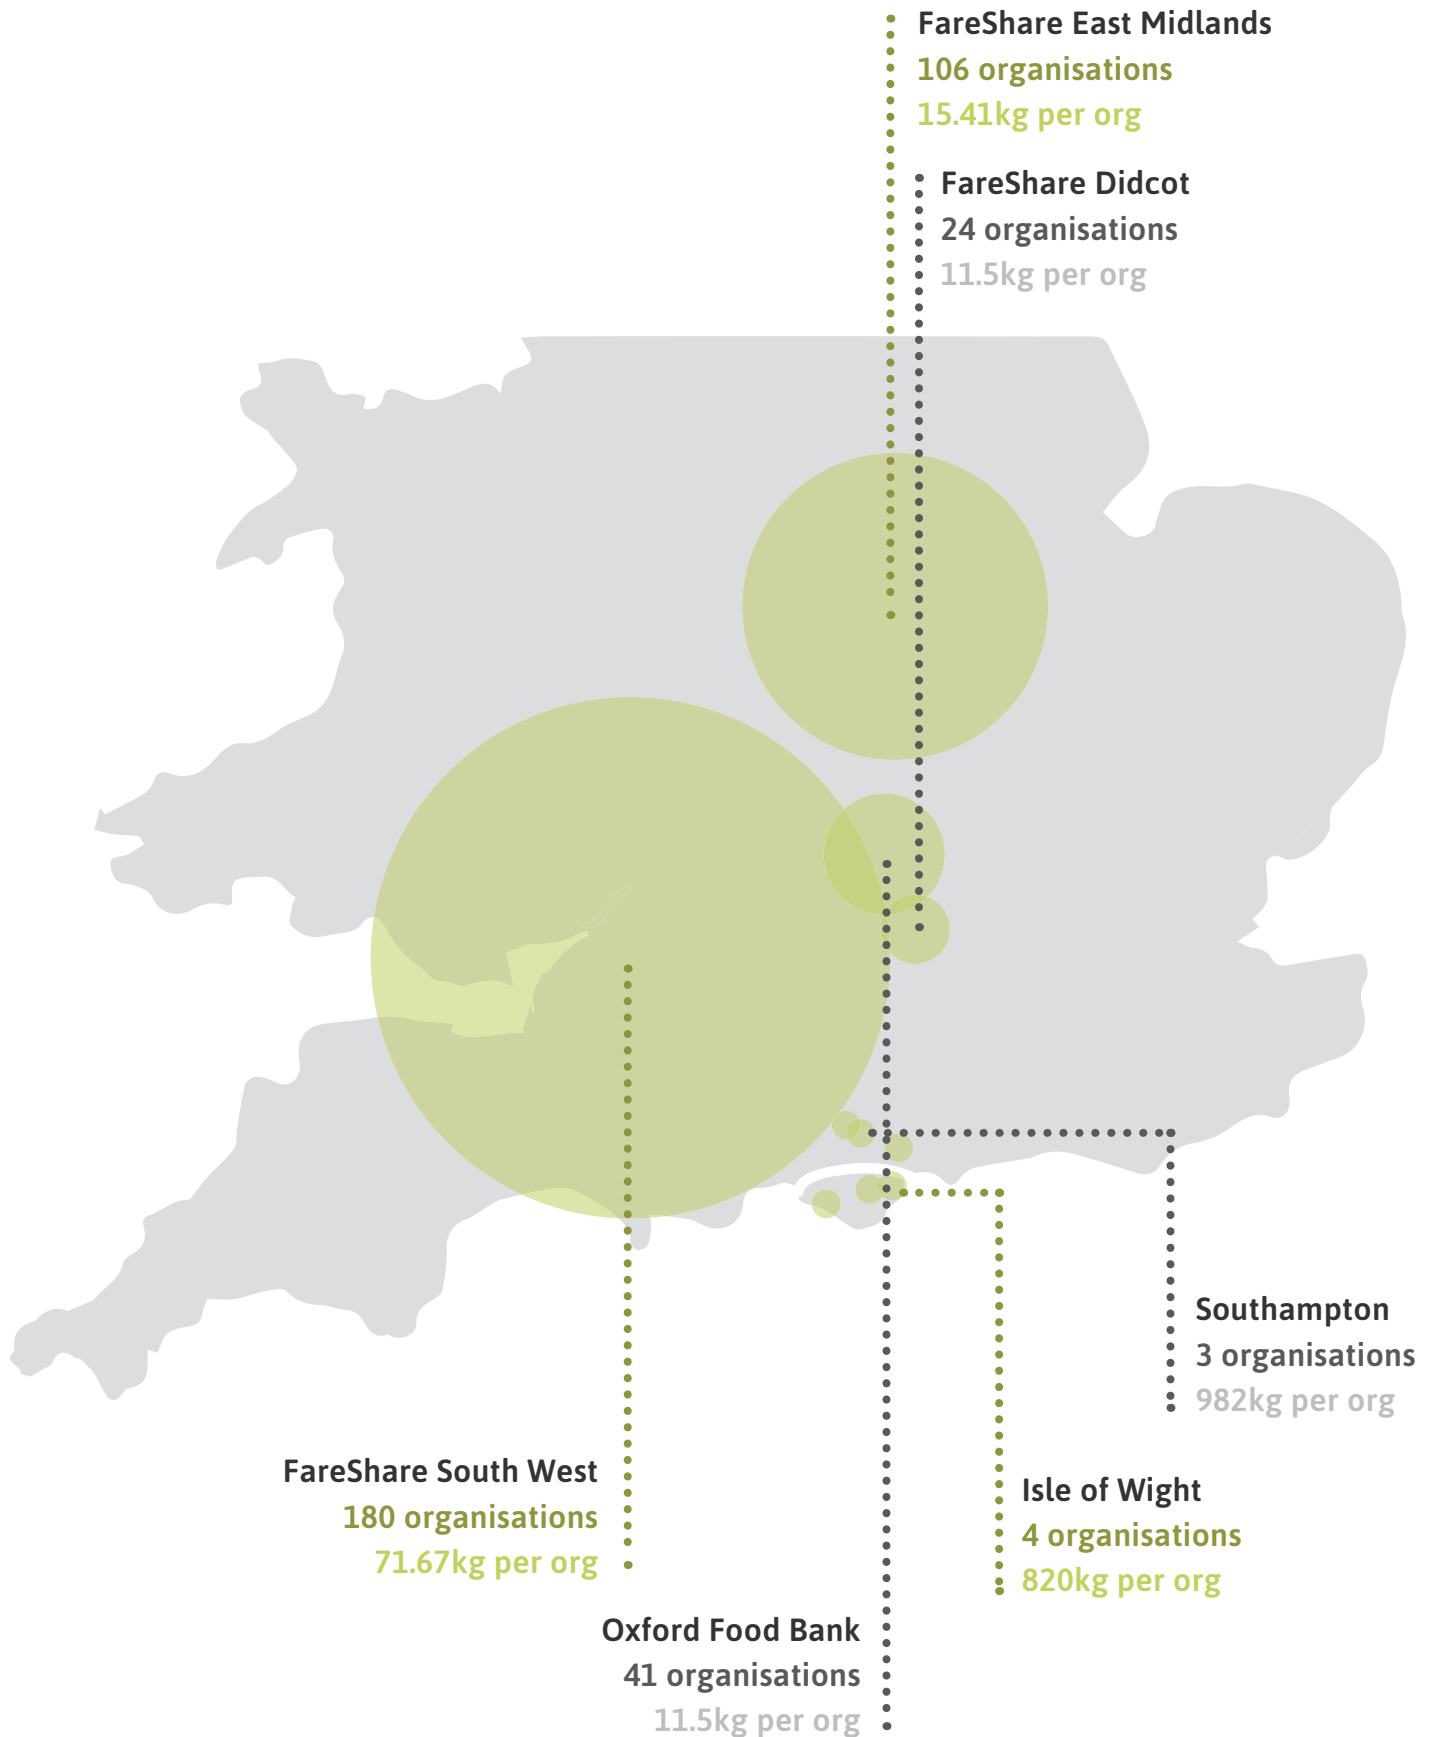 FareShare East Midlands
106 organisations
15.41kg per org
FareShare Didcot
24 organisations
11.5kg per org
Southampton
3 organisations
982kg per org
FareShare South West
180 organisations
71.67kg per org
Isle of Wight
4 organisations
820kg per org
Oxford Food Bank
41 organisations
11.5kg per org